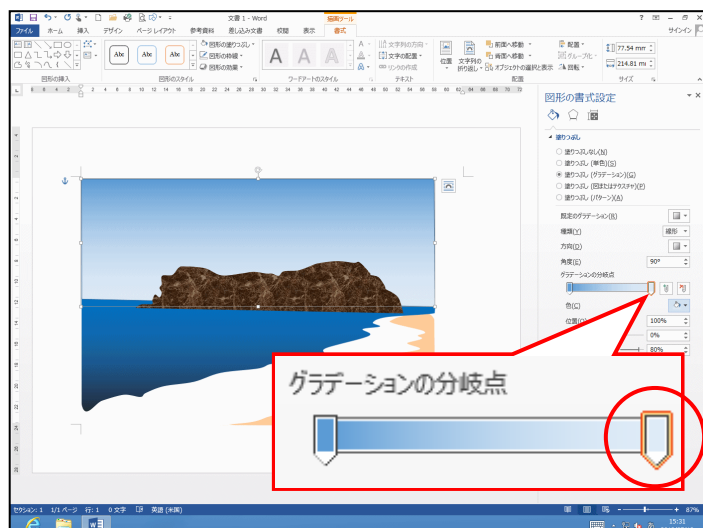 文書 1 - Word
描画ツール
ファイル ホーム 挿入 デザイン ページ レイアウト 参考資料 差し込み文書 校閲 表示 書式 サインイン
Abc Abc Abc
図形の塗りつぶし
図形の枠線
図形の効果
A A A
文字列の方向
文字の配置
リンクの作成
位置
文字列の
折り返し
前面へ移動
背面へ移動
オブジェクトの選択と表示
配置
グループ化
回転
77.54 mm
214.81 mm
図形の挿入 図形のスタイル ワードアートのスタイル テキスト 配置 サイズ
図形の書式設定
塗りつぶし
塗りつぶしなし(N)
塗りつぶし (単色)(S)
塗りつぶし (グラデーション)(G)
塗りつぶし (図またはテクスチャ)(P)
塗りつぶし (パターン)(A)
既定のグラデーション(R)
種類(Y) 線形
方向(D)
角度(E) 90°
グラデーションの分岐点
色(C)
位置(O) 100%
0%
80%
グラデーションの分岐点
セクション: 1 1/1 ページ 行: 1 0 文字 英語 (米国) 87%
15:31